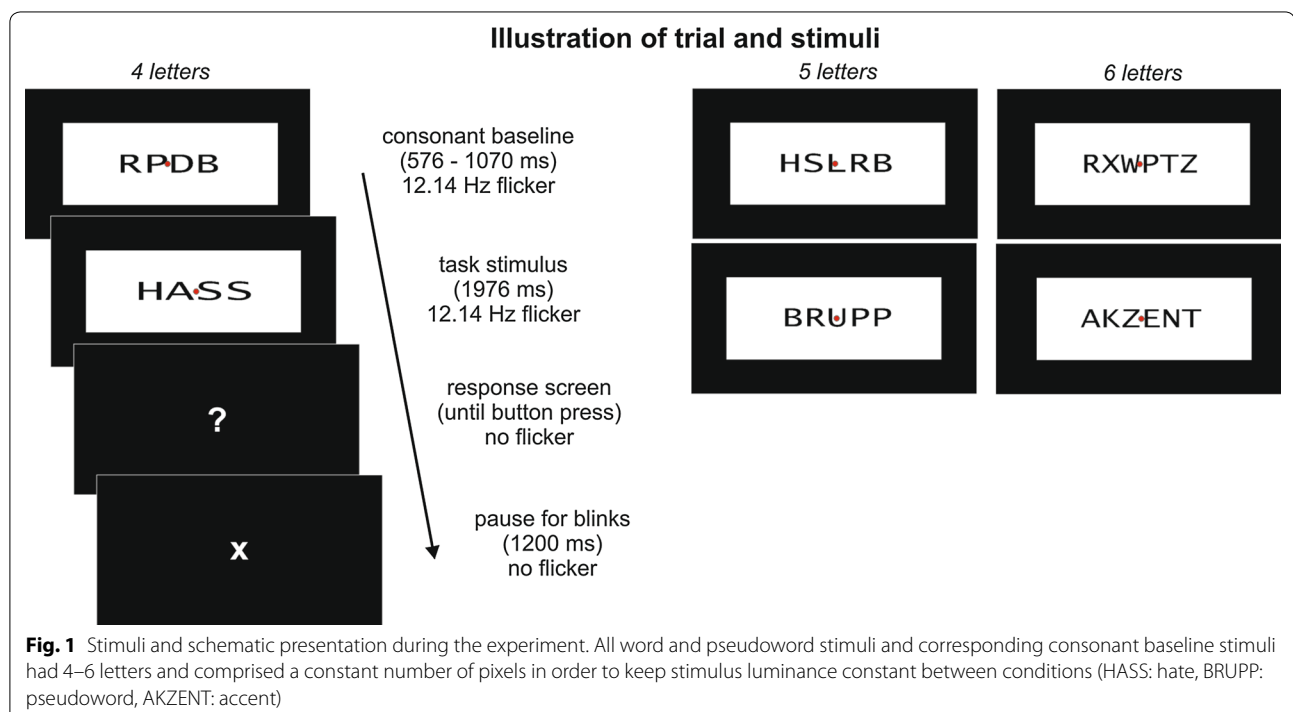 Illustration of trial and stimuli
4 letters
RPDB
HASS
?
x
consonant baseline
(576 - 1070 ms)
12.14 Hz flicker
task stimulus
(1976 ms)
12.14 Hz flicker
response screen
(until button press)
no flicker
pause for blinks
(1200 ms)
no flicker
5 letters
HSLRB
BRUPP
6 letters
RXWPTZ
AKZENT
Fig. 1 Stimuli and schematic presentation during the experiment. All word and pseudoword stimuli and corresponding consonant baseline stimuli
had 4–6 letters and comprised a constant number of pixels in order to keep stimulus luminance constant between conditions (HASS: hate, BRUPP:
pseudoword, AKZENT: accent)